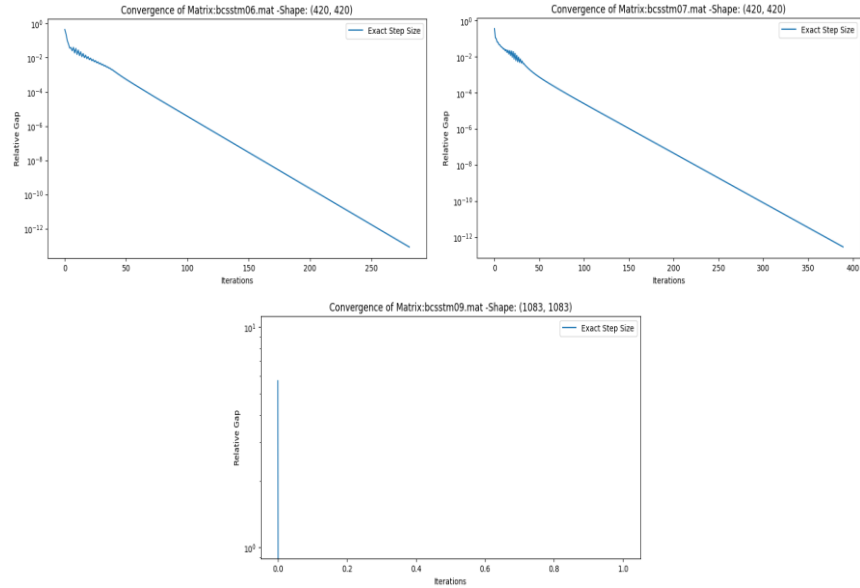 Convergence of Matrix:bcsstm06.mat -Shape: (420, 420)
10^0
10^-2
10^-4
10^-6
10^-8
10^-10
10^-12
Relative Gap
Exact Step Size
0 50 100 150 200 250
Iterations
Convergence of Matrix:bcsstm07.mat -Shape: (420, 420)
10^0
10^-2
10^-4
10^-6
10^-8
10^-10
10^-12
Relative Gap
Exact Step Size
0 50 100 150 200 250 300 350 400
Iterations
Convergence of Matrix:bcsstm09.mat -Shape: (1083, 1083)
10^1
10^0
Relative Gap
Exact Step Size
0.0 0.2 0.4 0.6 0.8 1.0
Iterations